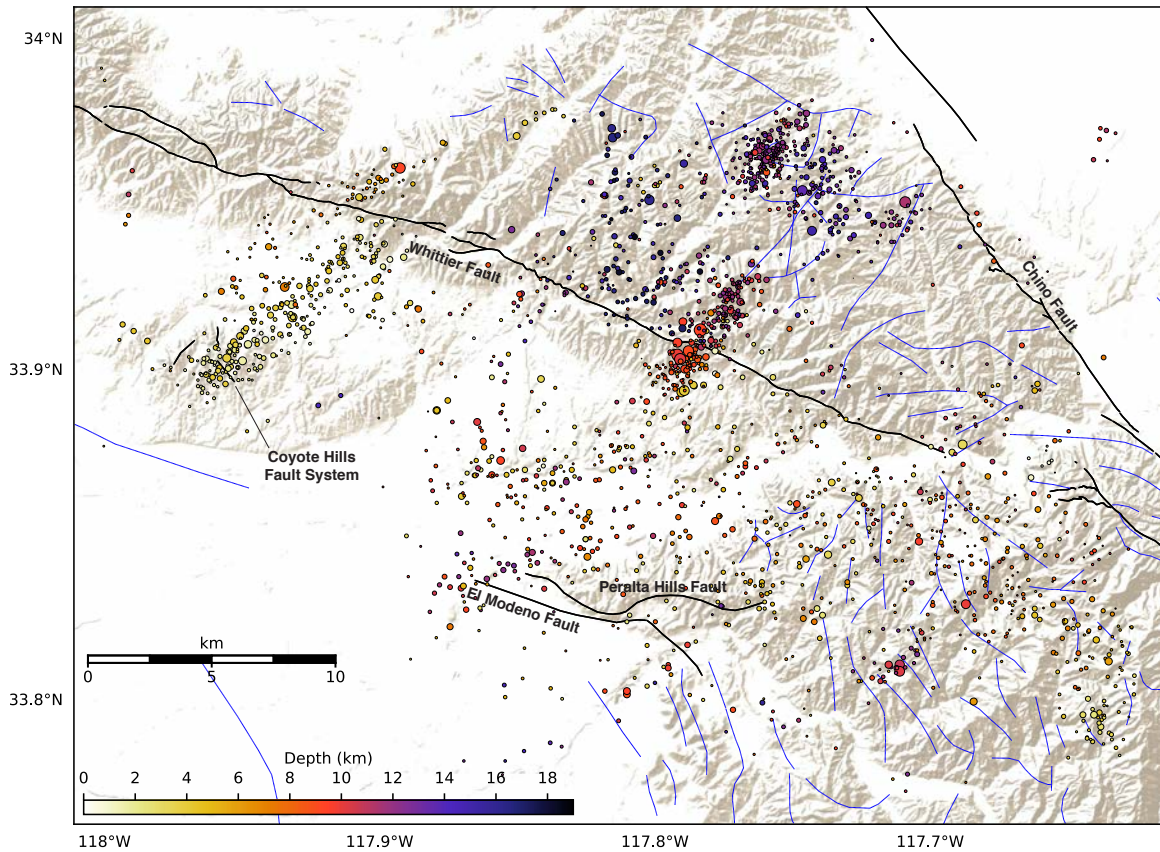 34°N
Whittier Fault
Chino Fault
33.9°N
Coyote Hills
Fault System
Peralta Hills Fault
El Modeno Fault
km
0 5 10
33.8°N
Depth (km)
0 2 4 6 8 10 12 14 16 18
118°W 117.9°W 117.8°W 117.7°W